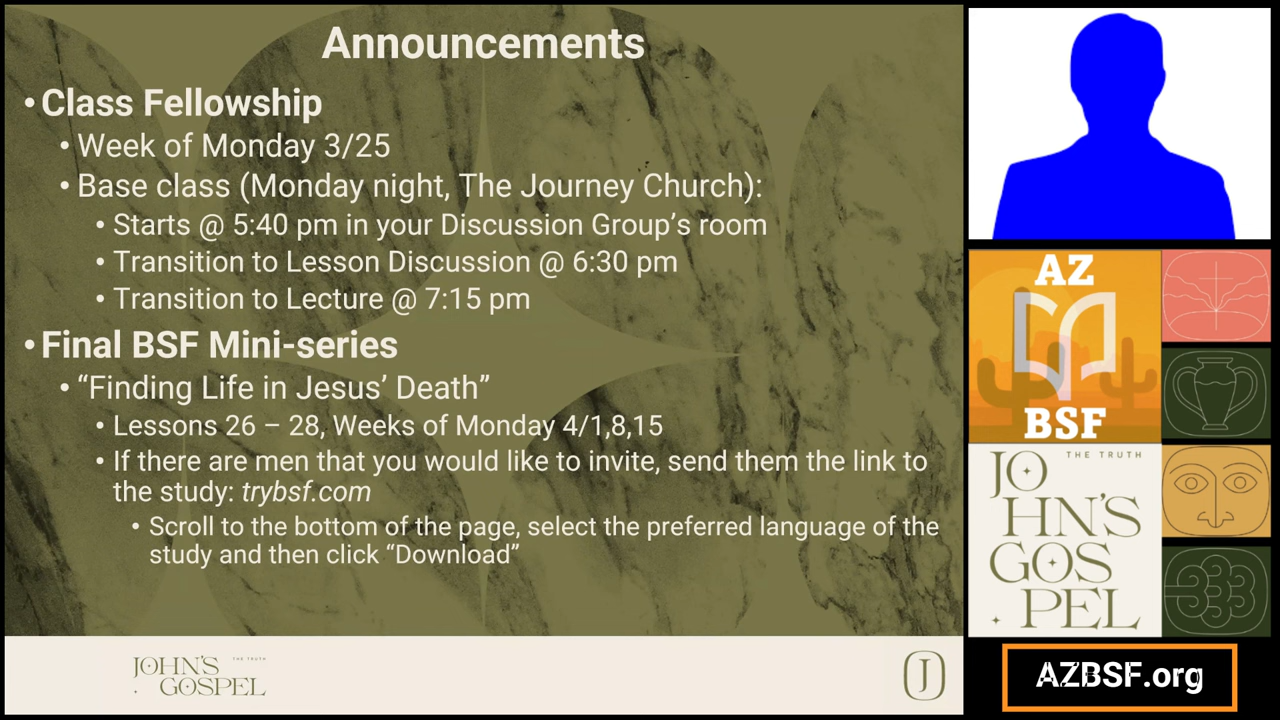 Announcements
• Class Fellowship
• Week of Monday 3/25
• Base class (Monday night, The Journey Church):
• Starts @ 5:40 pm in your Discussion Group’s room
• Transition to Lesson Discussion @ 6:30 pm
• Transition to Lecture @ 7:15 pm
• Final BSF Mini-series
• “Finding Life in Jesus’ Death”
• Lessons 26 – 28, Weeks of Monday 4/1,8,15
• If there are men that you would like to invite, send them the link to
the study: trybsf.com
• Scroll to the bottom of the page, select the preferred language of the
study and then click “Download”
JOHN'S THE TRUTH
GOSPEL
J
AZ
BSF
THE TRUTH
JO
HN'S
GOS
PEL
AZBSF.org